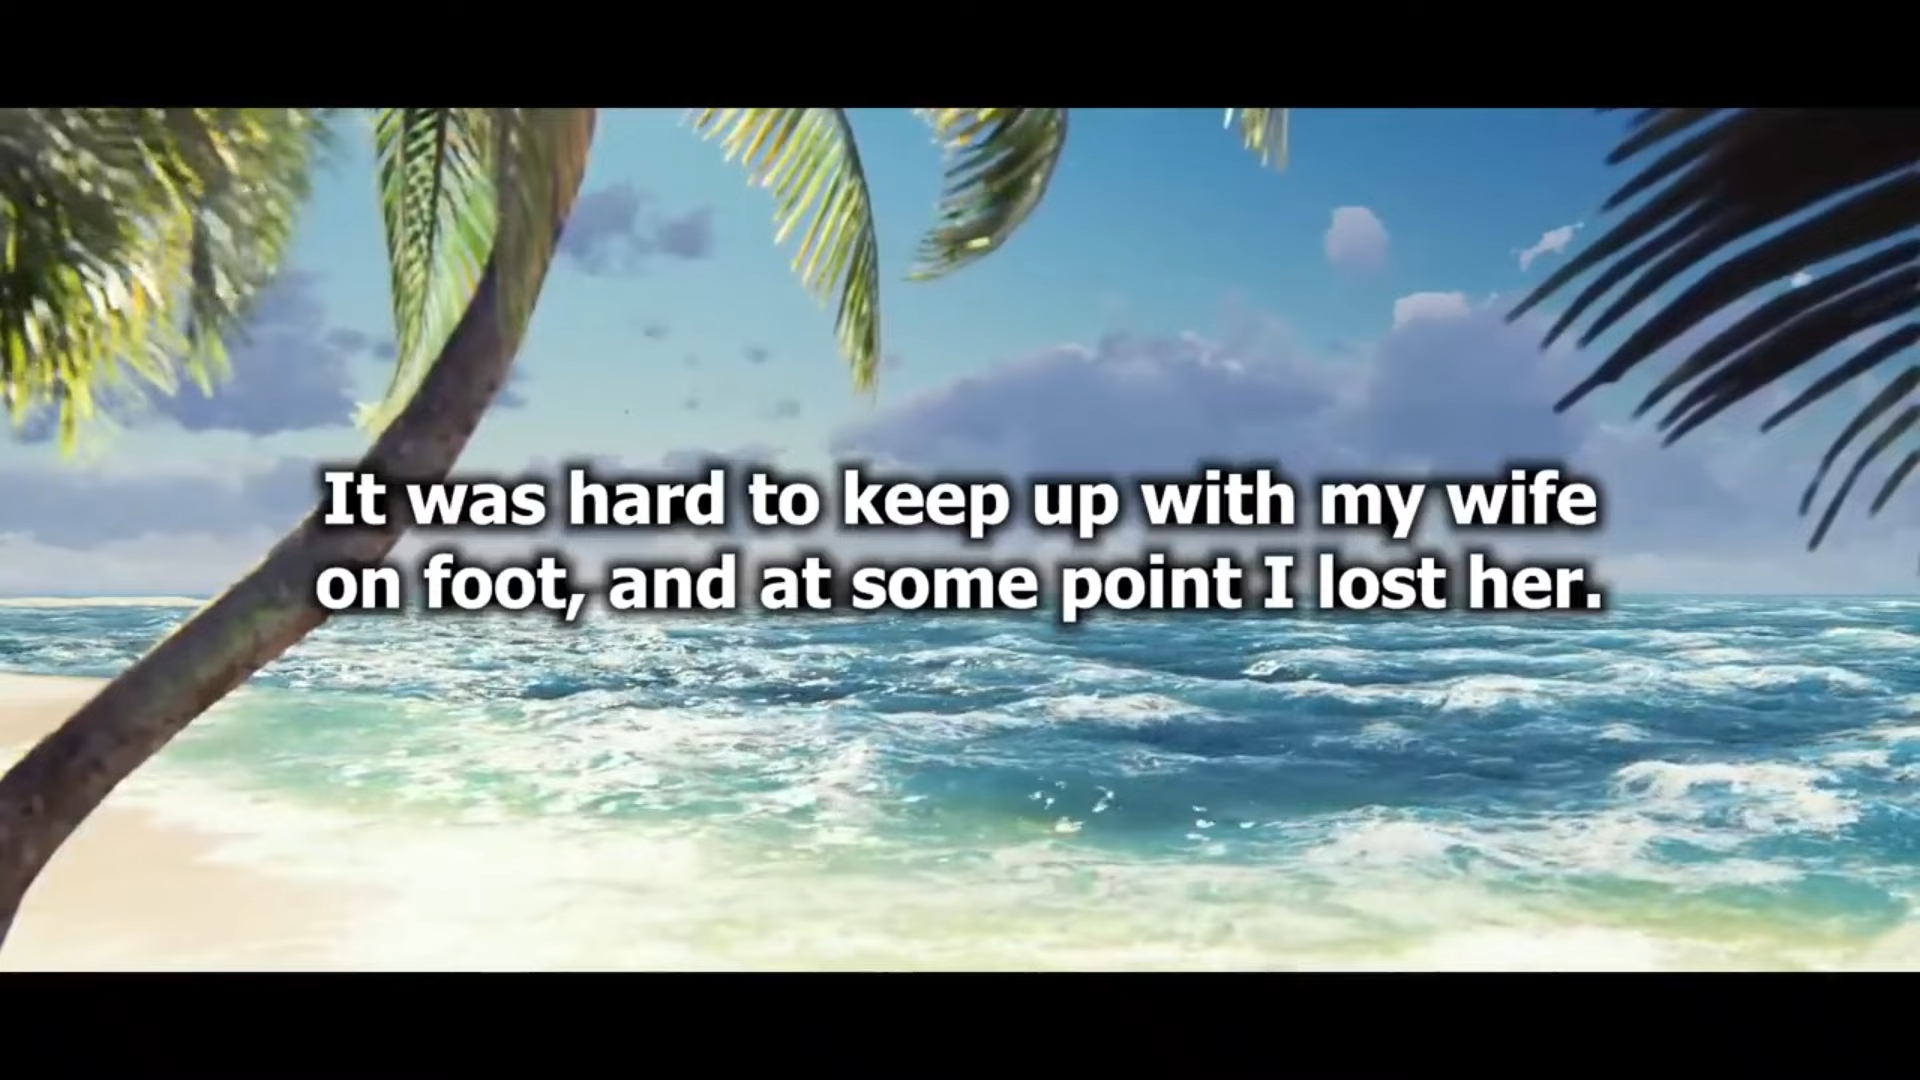 It was hard to keep up with my wife
on foot, and at some point I lost her.